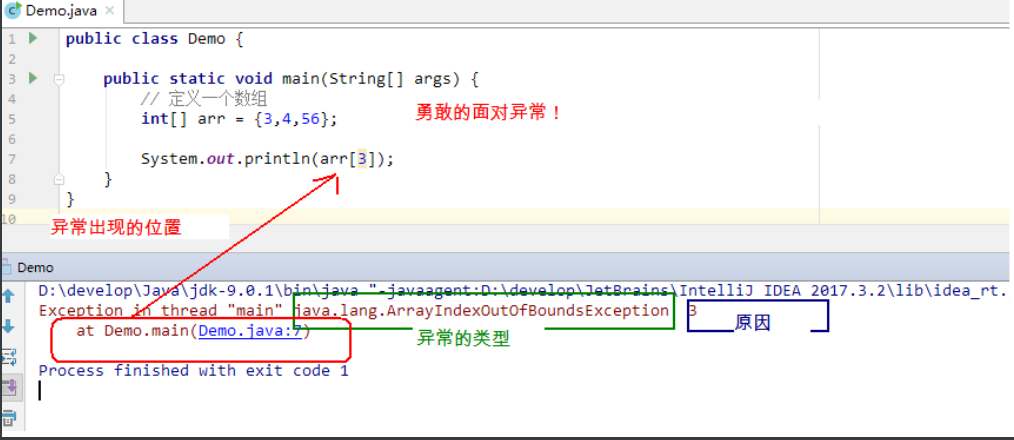 Demo.java
1 public class Demo {
2
3 public static void main(String[] args) {
4 // 定义一个数组
5 int[] arr = {3,4,56};
勇敢的面对异常！
6
7 System.out.println(arr[3]);
8 }
9 }
10
异常出现的位置
Demo
D:\develop\Java\jdk-9.0.1\bin\java "-javaagent:D:\develop\JetBrains\IntelliJ IDEA 2017.3.2\lib\idea_rt.
Exception in thread "main" java.lang.ArrayIndexOutOfBoundsException 3
原因
at Demo.main(Demo.java:7)
异常的类型
Process finished with exit code 1